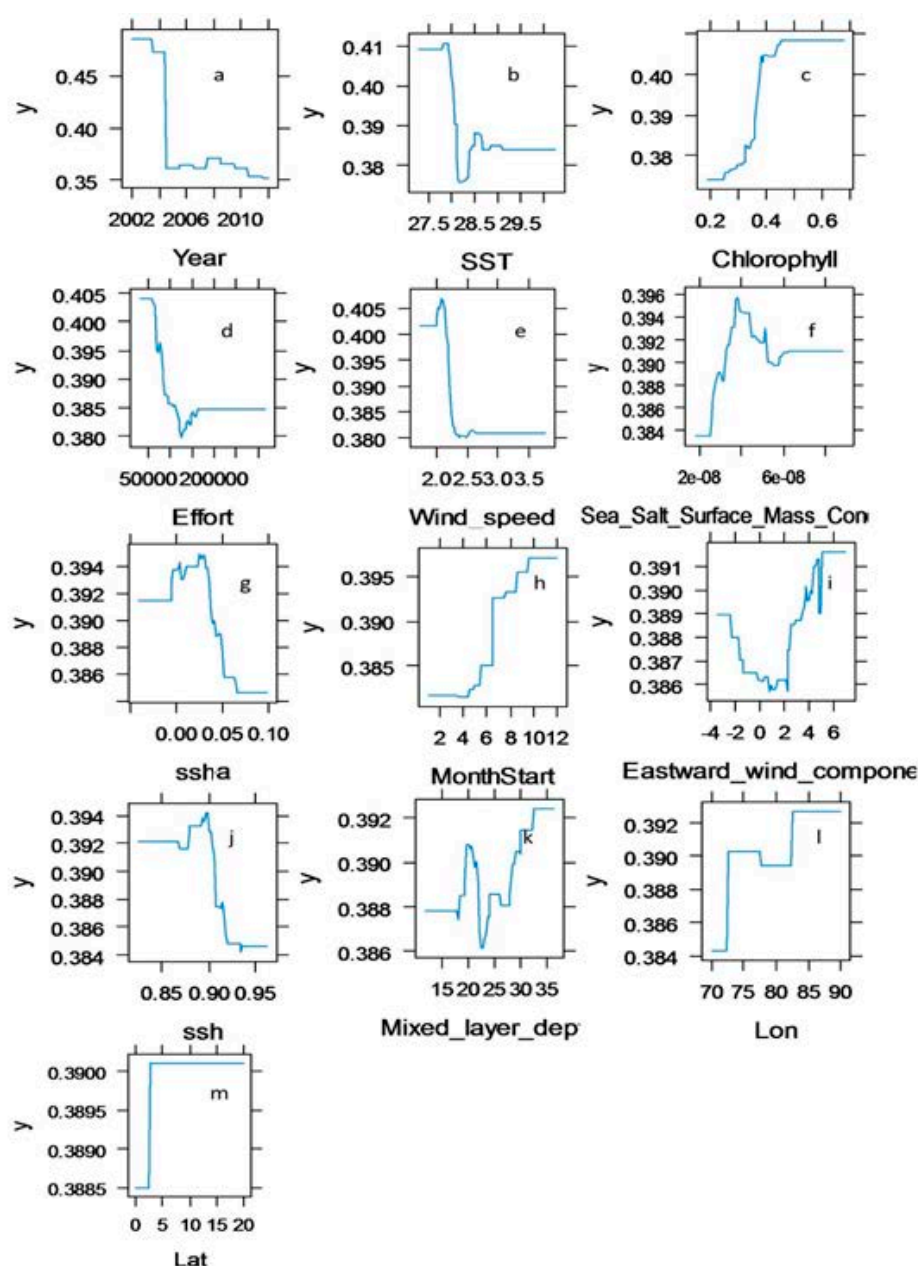 y
0.45
0.40
0.35
a
2002 2006 2010
Year
y
0.41
0.40
0.39
0.38
b
27.5 28.5 29.5
SST
y
0.40
0.39
0.38
c
0.2 0.4 0.6
Chlorophyll
y
0.405
0.400
0.395
0.390
0.385
0.380
d
50000 200000
Effort
y
0.405
0.400
0.395
0.390
0.385
0.380
e
2.02.53.03.5
Wind_speed
y
0.396
0.394
0.392
0.390
0.388
0.386
0.384
f
2e-08 6e-08
Sea_Salt_Surface_Mass_Con
y
0.394
0.392
0.390
0.388
0.386
g
0.00 0.05 0.10
ssha
y
0.395
0.390
0.385
h
2 4 6 8 1012
MonthStart
y
0.391
0.390
0.389
0.388
0.387
0.386
i
-4 -2 0 2 4 6
Eastward_wind_compone
y
0.394
0.392
0.390
0.388
0.386
0.384
j
0.85 0.90 0.95
ssh
y
0.392
0.390
0.388
0.386
k
15 20 25 30 35
Mixed_layer_dep
y
0.392
0.390
0.388
0.386
0.384
l
70 75 80 85 90
Lon
y
0.3900
0.3895
0.3890
0.3885
m
0 5 10 15 20
Lat